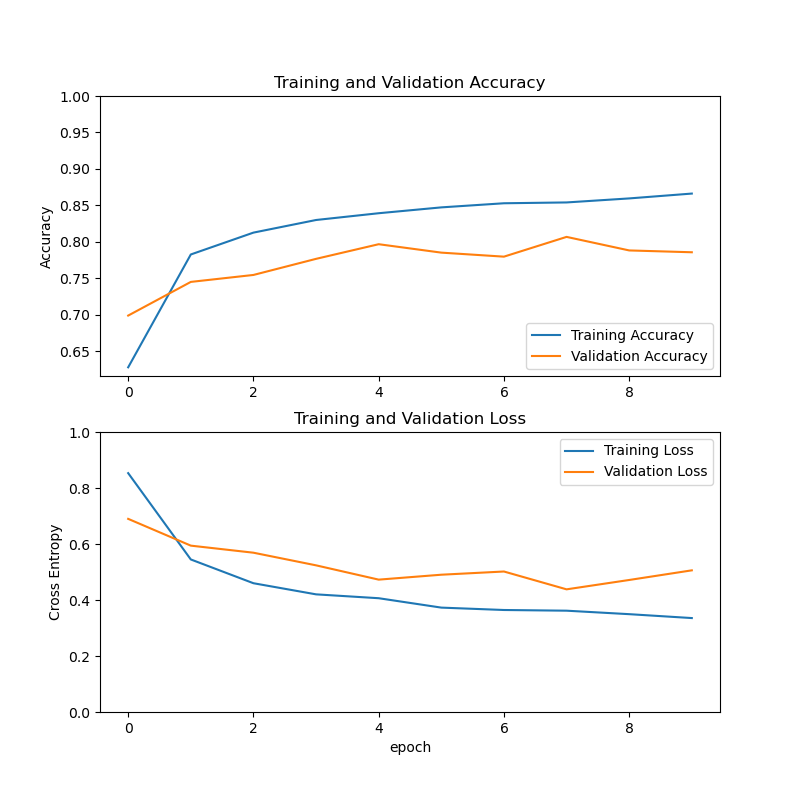 Training and Validation Accuracy
1.00
0.95
0.90
0.85
0.80
0.75
0.70
0.65
Accuracy
Training Accuracy
Validation Accuracy
0 2 4 6 8
Training and Validation Loss
1.0
0.8
0.6
0.4
0.2
0.0
Cross Entropy
Training Loss
Validation Loss
0 2 4 6 8
epoch